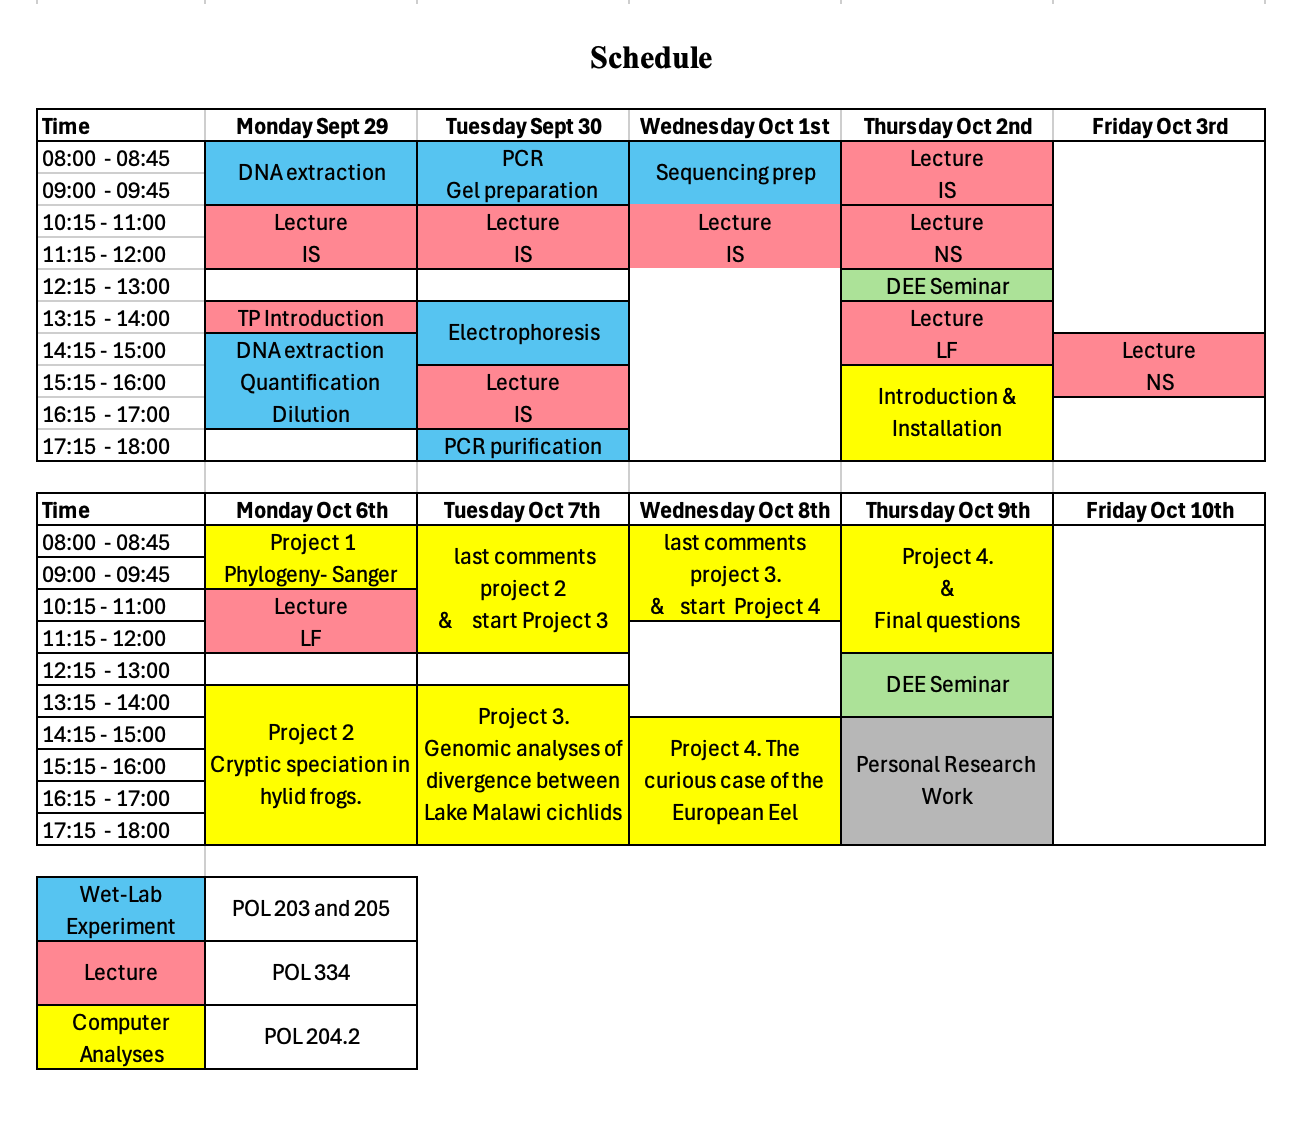 Schedule
Time Monday Sept 29 Tuesday Sept 30 Wednesday Oct 1st Thursday Oct 2nd Friday Oct 3rd
08:00 - 08:45 DNA extraction PCR Sequencing prep Lecture
09:00 - 09:45 Gel preparation IS
10:15 - 11:00 Lecture Lecture Lecture Lecture
11:15 - 12:00 IS IS IS NS
12:15 - 13:00 DEE Seminar
13:15 - 14:00 TP Introduction Electrophoresis Lecture
14:15 - 15:00 DNA extraction LF Lecture
15:15 - 16:00 Quantification Lecture Introduction & NS
16:15 - 17:00 Dilution IS Installation
17:15 - 18:00 PCR purification
Time Monday Oct 6th Tuesday Oct 7th Wednesday Oct 8th Thursday Oct 9th Friday Oct 10th
08:00 - 08:45 Project 1 last comments last comments Project 4.
09:00 - 09:45 Phylogeny- Sanger project 2 project 3. &
10:15 - 11:00 Lecture & start Project 3 & start Project 4 Final questions
11:15 - 12:00 LF
12:15 - 13:00 DEE Seminar
13:15 - 14:00 Project 3.
14:15 - 15:00 Project 2 Genomic analyses of Project 4. The Personal Research
15:15 - 16:00 Cryptic speciation in divergence between curious case of the Work
16:15 - 17:00 hylid frogs. Lake Malawi cichlids European Eel
17:15 - 18:00
Wet-Lab POL 203 and 205
Experiment
Lecture POL 334
Computer POL 204.2
Analyses